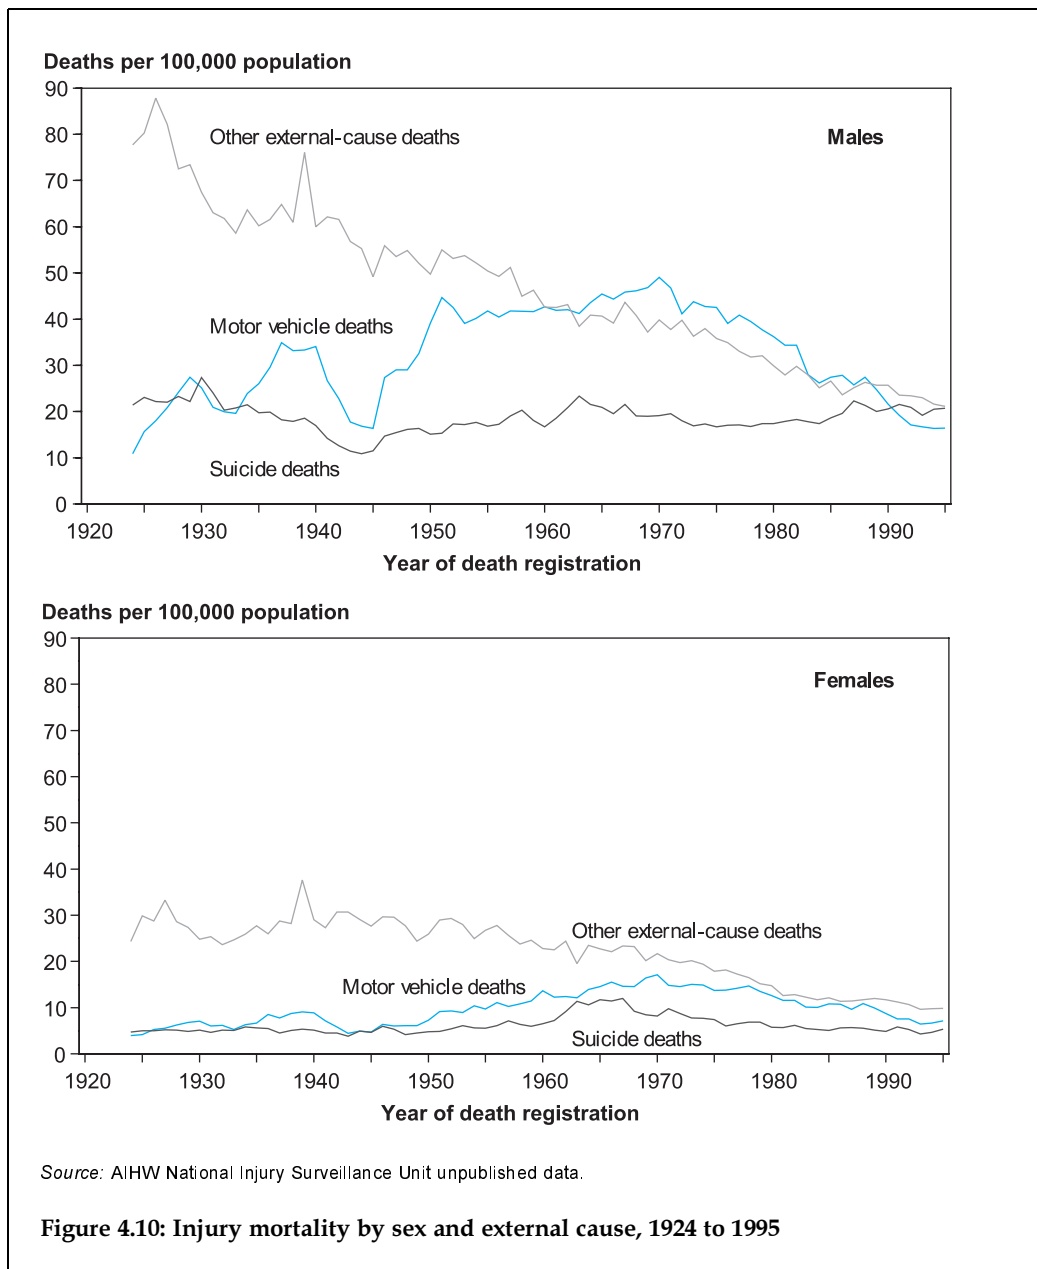 Deaths per 100,000 population
90
80
70
60
50
40
30
20
10
0
Other external-cause deaths
Males
Motor vehicle deaths
Suicide deaths
1920 1930 1940 1950 1960 1970 1980 1990
Year of death registration
Deaths per 100,000 population
90
80
70
60
50
40
30
20
10
0
Females
Other external-cause deaths
Motor vehicle deaths
Suicide deaths
1920 1930 1940 1950 1960 1970 1980 1990
Year of death registration
Source: AIHW National Injury Surveillance Unit unpublished data.
Figure 4.10: Injury mortality by sex and external cause, 1924 to 1995